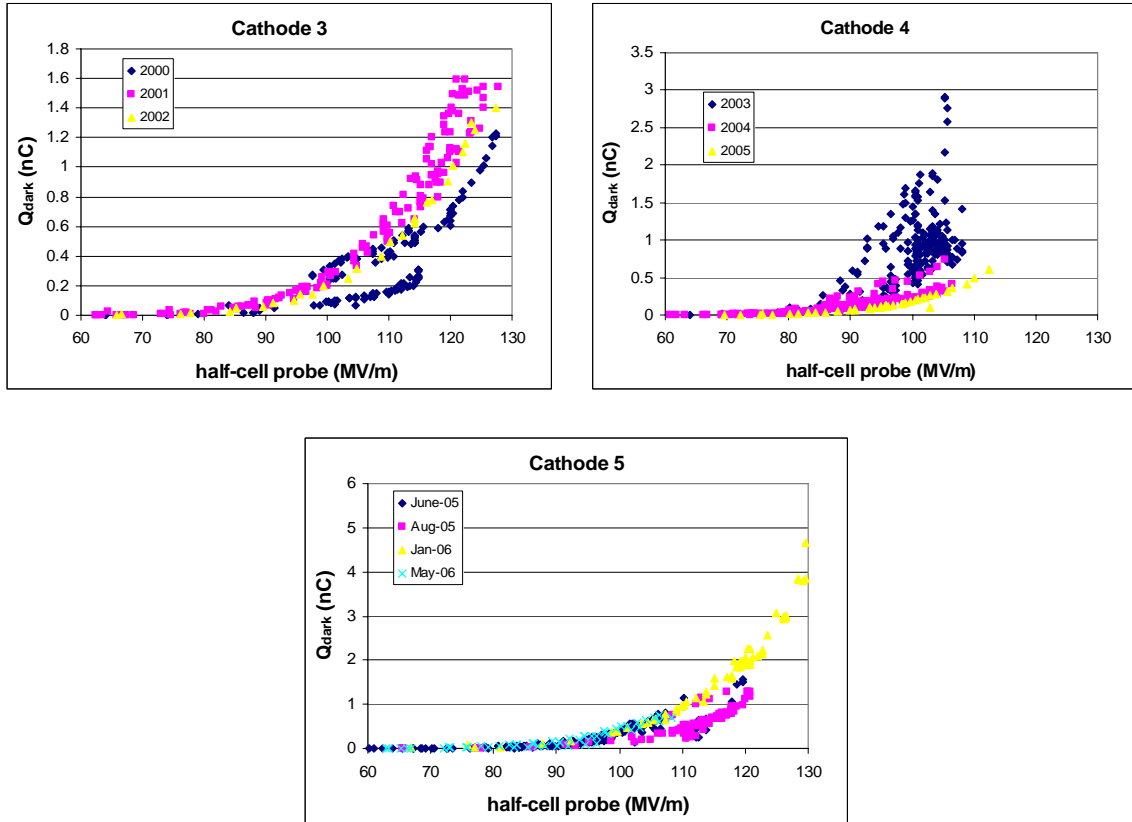 Cathode 3
1.8
1.6
1.4
1.2
1
0.8
0.6
0.4
0.2
0
Q_dark (nC)
2000
2001
2002
60 70 80 90 100 110 120 130
half-cell probe (MV/m)
Cathode 4
3.5
3
2.5
2
1.5
1
0.5
0
Q_dark (nC)
2003
2004
2005
60 70 80 90 100 110 120 130
half-cell probe (MV/m)
Cathode 5
6
5
4
3
2
1
0
Q_dark (nC)
June-05
Aug-05
Jan-06
May-06
60 70 80 90 100 110 120 130
half-cell probe (MV/m)